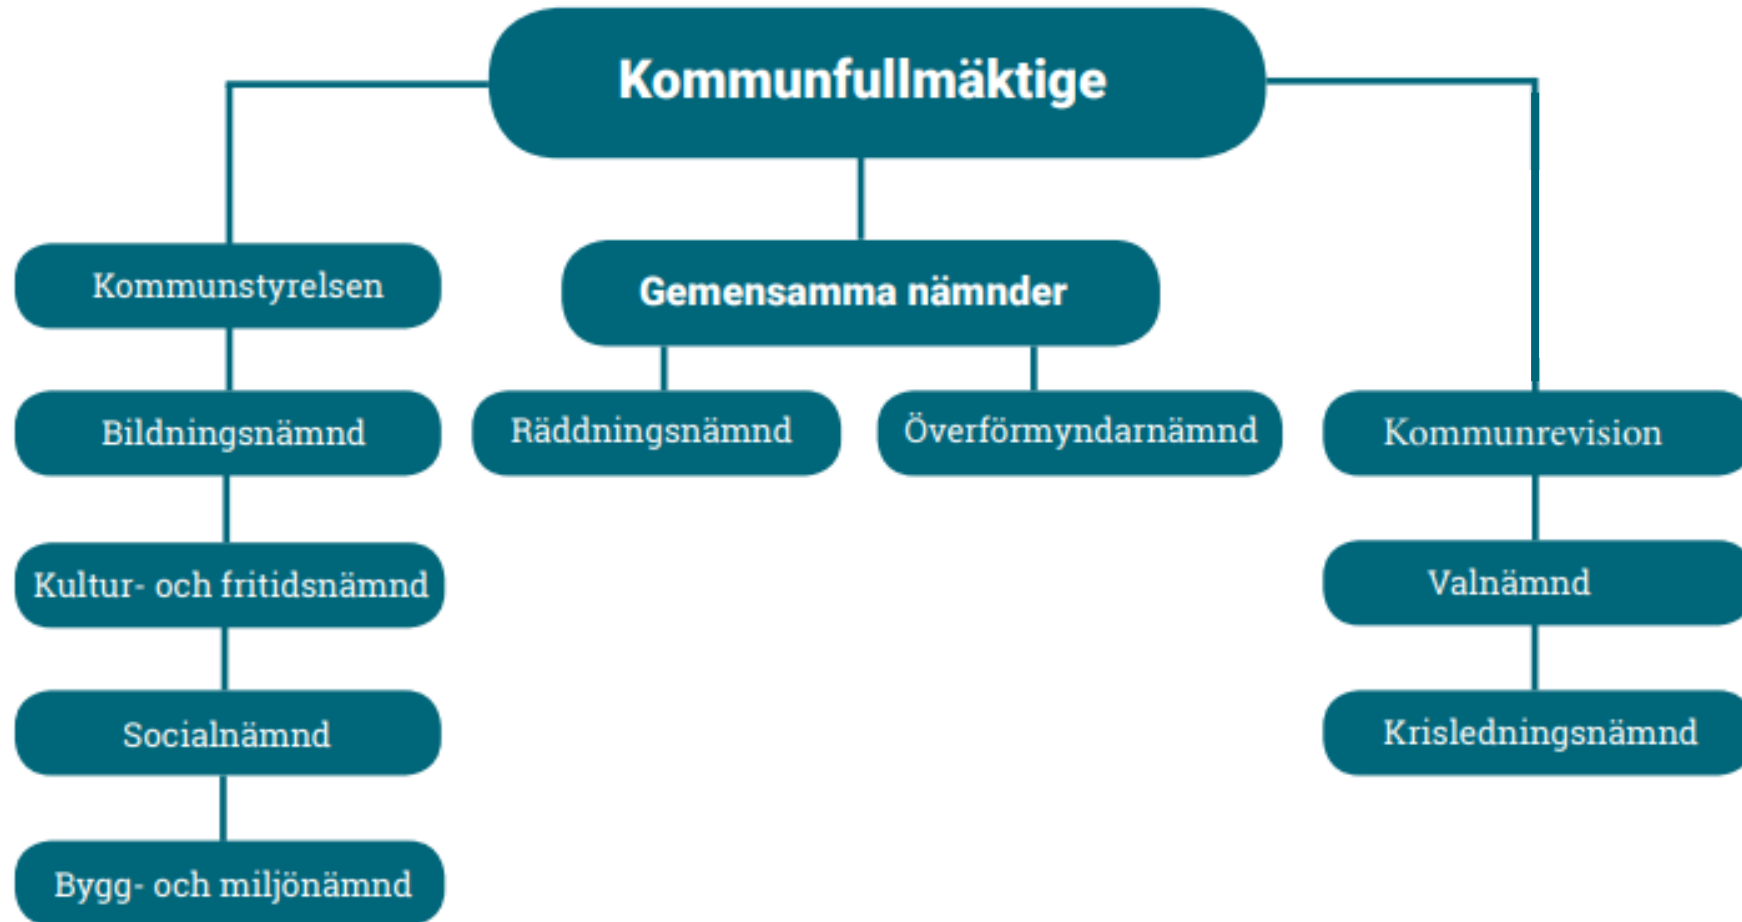 Kommunfullmäktige
Kommunstyrelsen
Gemensamma nämnder
Bildningsnämnd
Räddningsnämnd
Överförmyndarnämnd
Kommunrevision
Kultur- och fritidsnämnd
Valnämnd
Socialnämnd
Krisledningsnämnd
Bygg- och miljönämnd